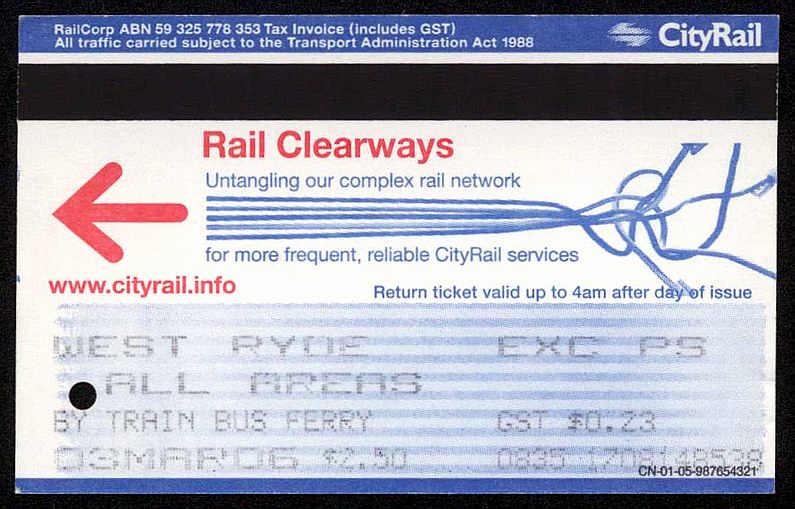 RailCorp ABN 59 325 778 353 Tax Invoice (includes GST)
All traffic carried subject to the Transport Administration Act 1988
CityRail
Rail Clearways
Untangling our complex rail network
for more frequent, reliable CityRail services
www.cityrail.info
Return ticket valid up to 4am after day of issue
WEST RYDE EXC PS
ALL AREAS
BY TRAIN BUS FERRY GST $0.23
03MAR06 $2.50 0835
CN-01-05-987654321